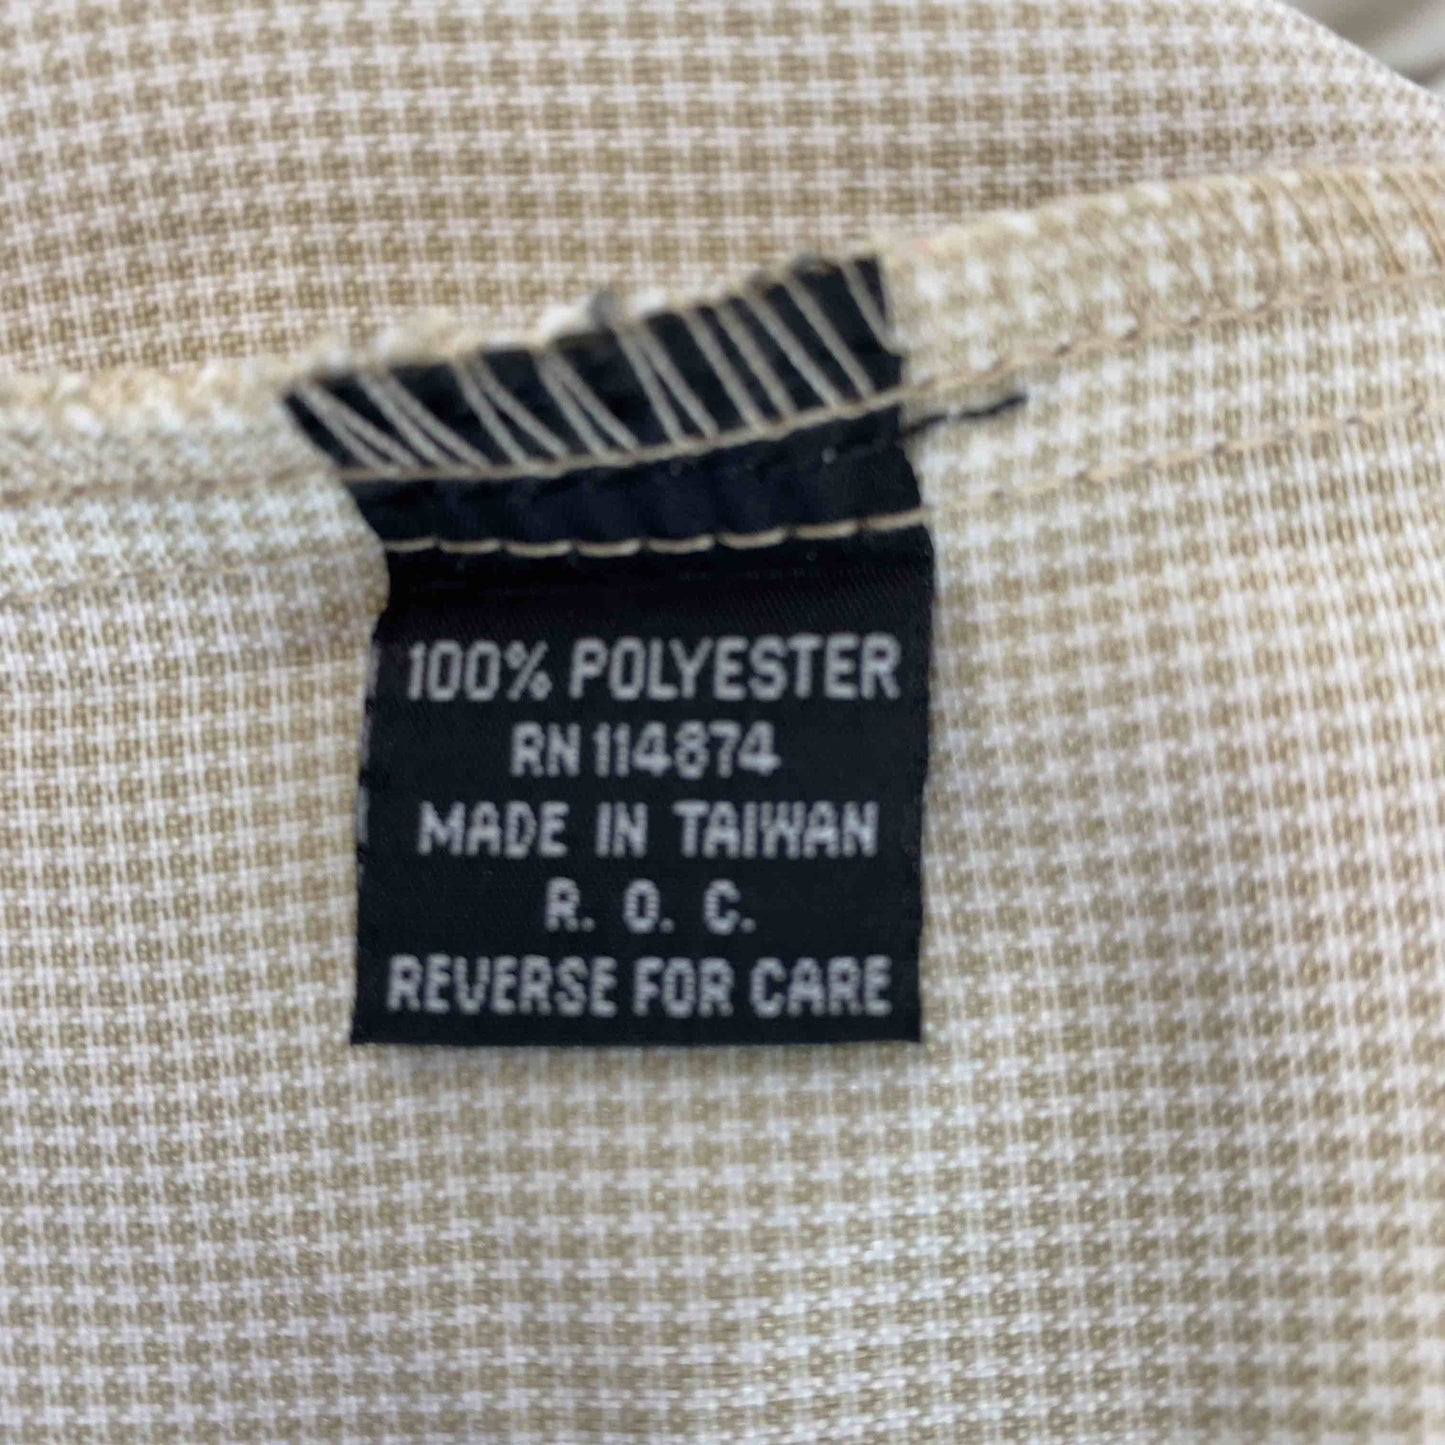 100% POLYESTER
RN 114874
MADE IN TAIWAN
R. O. C.
REVERSE FOR CARE